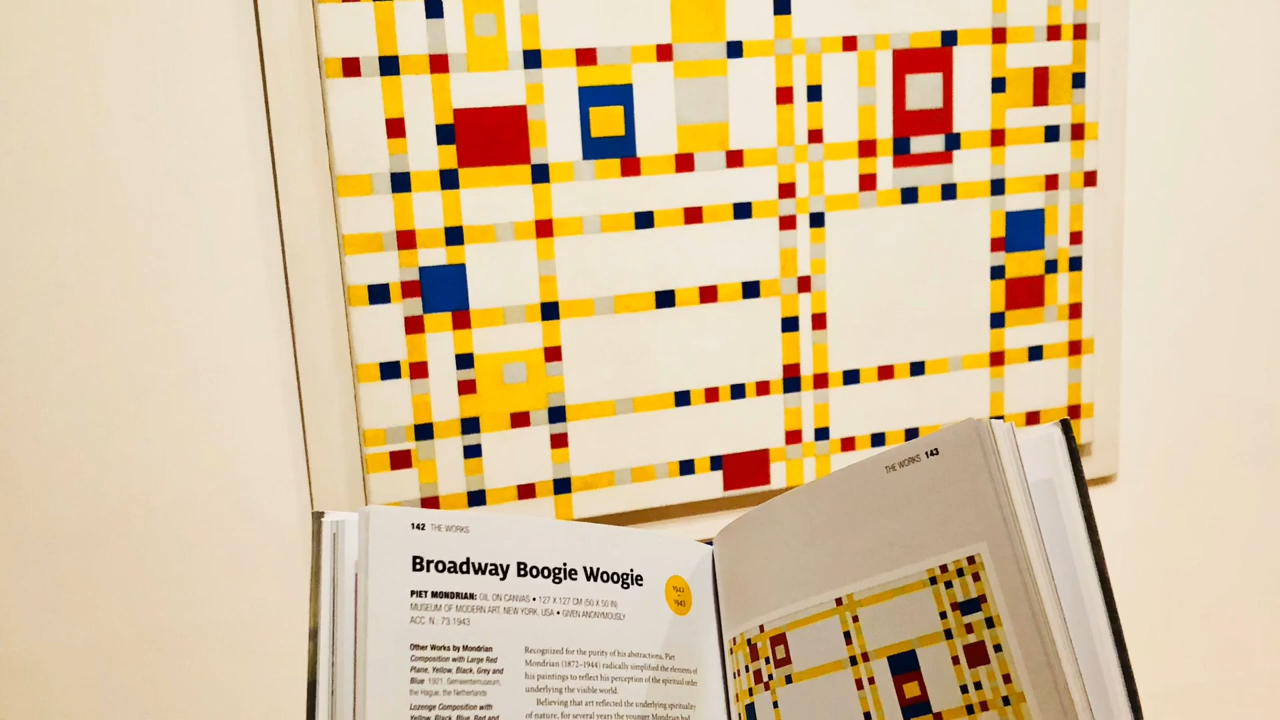 142 THE WORKS
Broadway Boogie Woogie
1942
–
1943
PIET MONDRIAN: OIL ON CANVAS • 127 X 127 CM (50 X 50 IN)
MUSEUM OF MODERN ART, NEW YORK, USA • GIVEN ANONYMOUSLY
ACC. N.: 73.1943
Other Works by Mondrian
Composition with Large Red
Plane, Yellow, Black, Grey and
Blue 1921, Gemeentemuseum,
the Hague, the Netherlands
Lozenge Composition with
Yellow, Black, Blue, Red and
Recognized for the purity of his abstractions, Piet
Mondrian (1872–1944) radically simplified the elements of
his paintings to reflect his perception of the spiritual order
underlying the visible world.
Believing that art reflected the underlying spirituality
of nature, for several years the younger Mondrian had
THE WORKS 143